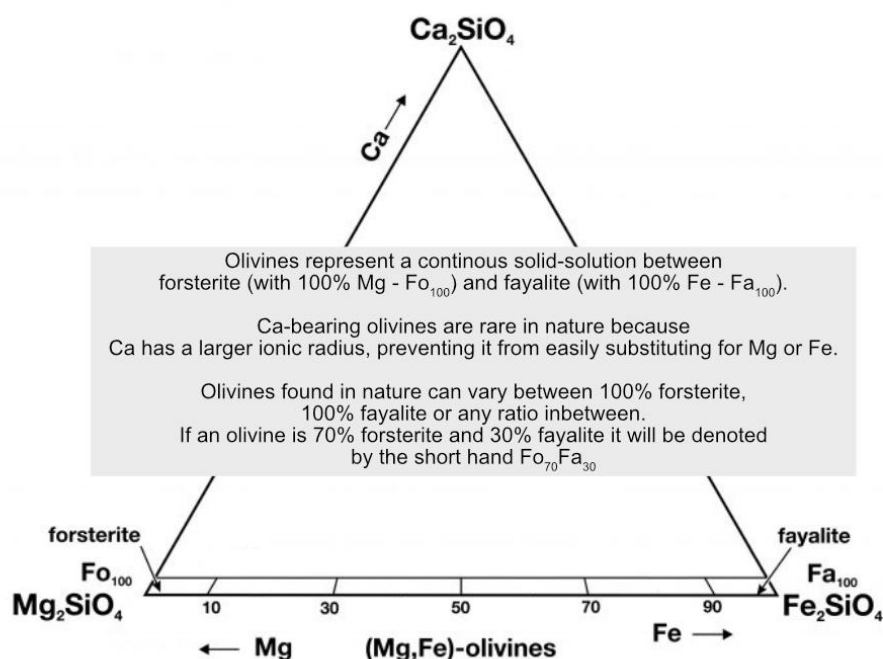 Ca₂SiO₄
Ca
Olivines represent a continous solid-solution between
forsterite (with 100% Mg - Fo₁₀₀) and fayalite (with 100% Fe - Fa₁₀₀).
Ca-bearing olivines are rare in nature because
Ca has a larger ionic radius, preventing it from easily substituting for Mg or Fe.
Olivines found in nature can vary between 100% forsterite,
100% fayalite or any ratio inbetween.
If an olivine is 70% forsterite and 30% fayalite it will be denoted
by the short hand Fo₇₀Fa₃₀
forsterite fayalite
Fo₁₀₀ Fa₁₀₀
Mg₂SiO₄ 10 30 50 70 90 Fe₂SiO₄
← Mg (Mg,Fe)-olivines Fe →